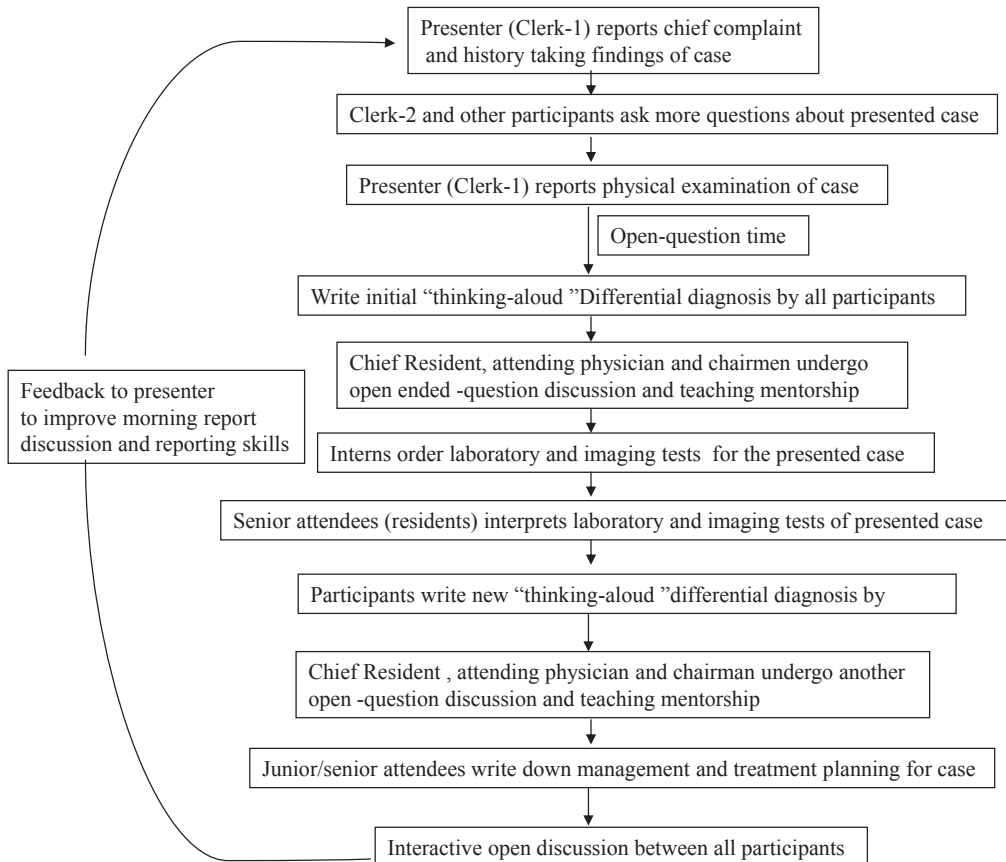 Presenter (Clerk-1) reports chief complaint
and history taking findings of case
Clerk-2 and other participants ask more questions about presented case
Presenter (Clerk-1) reports physical examination of case
Open-question time
Write initial “thinking-aloud ”Differential diagnosis by all participants
Chief Resident, attending physician and chairmen undergo
open ended -question discussion and teaching mentorship
Feedback to presenter
to improve morning report
discussion and reporting skills
Interns order laboratory and imaging tests for the presented case
Senior attendees (residents) interprets laboratory and imaging tests of presented case
Participants write new “thinking-aloud ”differential diagnosis by
Chief Resident , attending physician and chairman undergo another
open -question discussion and teaching mentorship
Junior/senior attendees write down management and treatment planning for case
Interactive open discussion between all participants